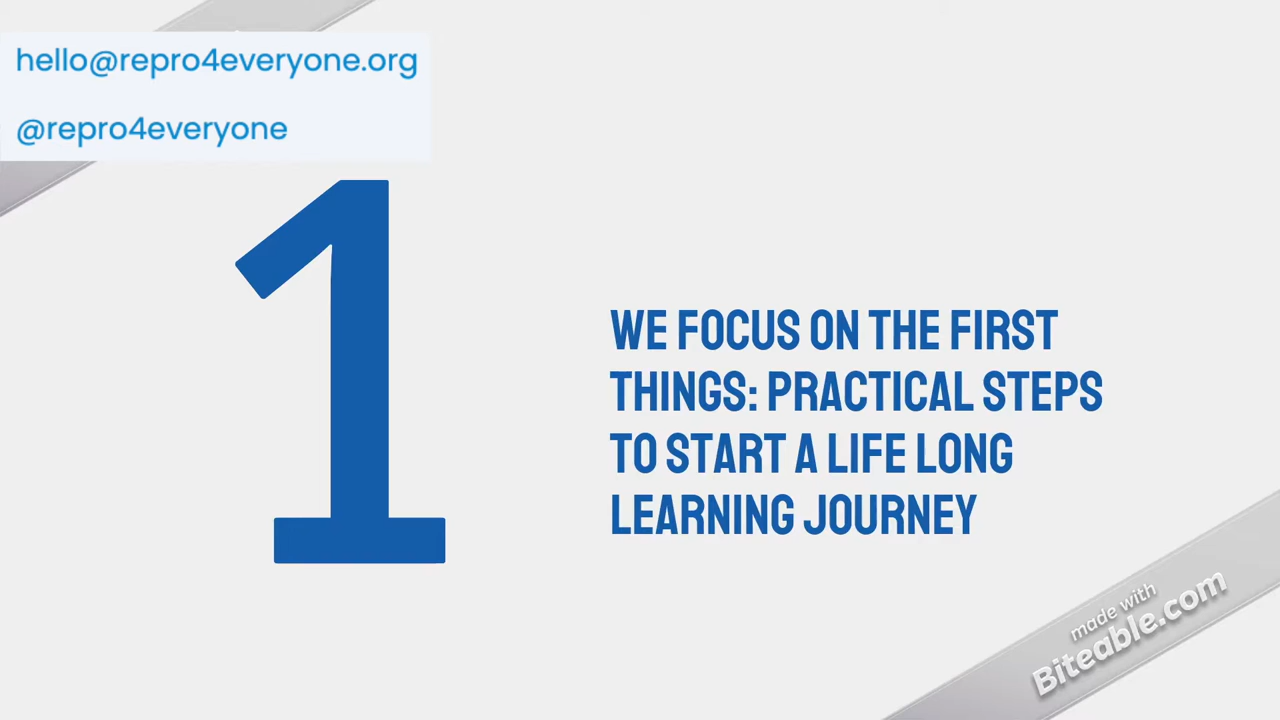 hello@repro4everyone.org
@repro4everyone
1
WE FOCUS ON THE FIRST
THINGS: PRACTICAL STEPS
TO START A LIFE LONG
LEARNING JOURNEY
made with
Biteable.com